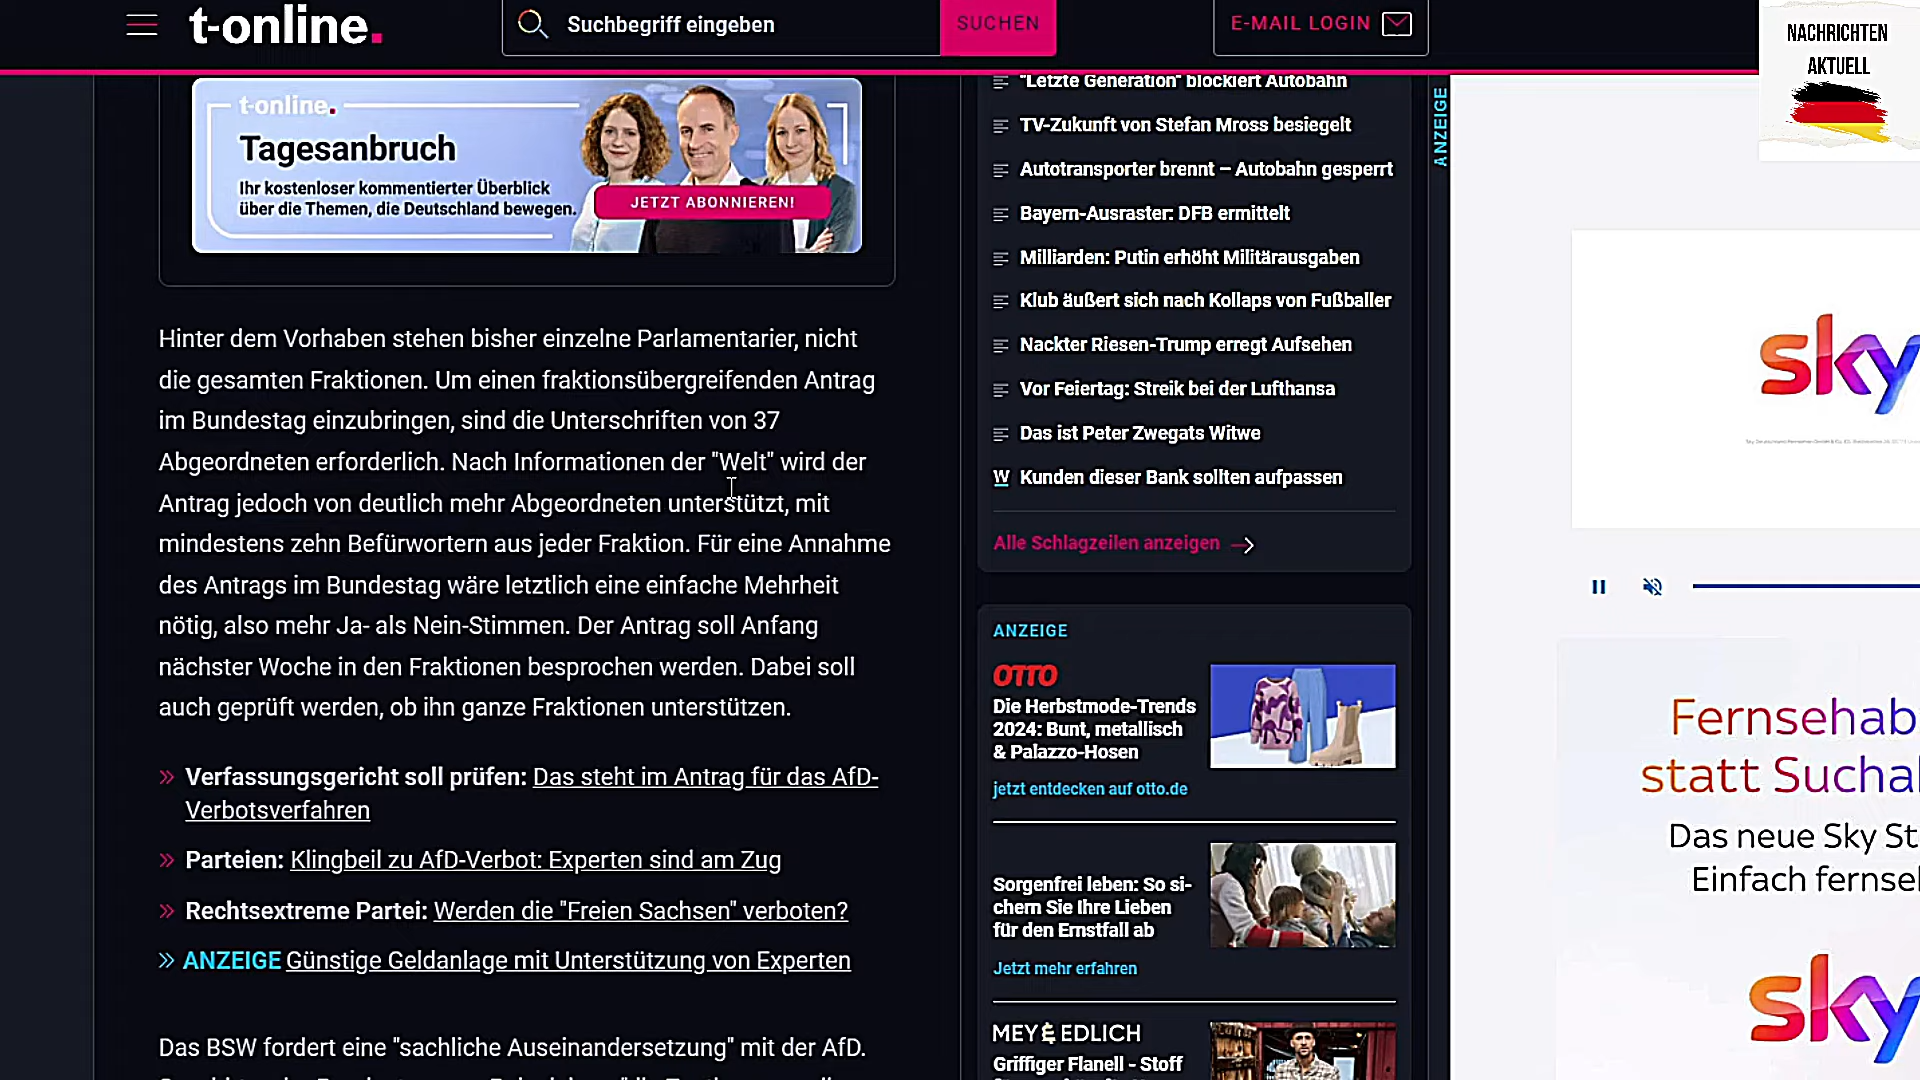 t-online.
Suchbegriff eingeben
SUCHEN
E-MAIL LOGIN
NACHRICHTEN
AKTUELL
t-online.
Tagesanbruch
Ihr kostenloser kommentierter Überblick
über die Themen, die Deutschland bewegen.
JETZT ABONNIEREN!
Hinter dem Vorhaben stehen bisher einzelne Parlamentarier, nicht
die gesamten Fraktionen. Um einen fraktionsübergreifenden Antrag
im Bundestag einzubringen, sind die Unterschriften von 37
Abgeordneten erforderlich. Nach Informationen der "Welt" wird der
Antrag jedoch von deutlich mehr Abgeordneten unterstützt, mit
mindestens zehn Befürwortern aus jeder Fraktion. Für eine Annahme
des Antrags im Bundestag wäre letztlich eine einfache Mehrheit
nötig, also mehr Ja- als Nein-Stimmen. Der Antrag soll Anfang
nächster Woche in den Fraktionen besprochen werden. Dabei soll
auch geprüft werden, ob ihn ganze Fraktionen unterstützen.
» Verfassungsgericht soll prüfen: Das steht im Antrag für das AfD-
Verbotsverfahren
» Parteien: Klingbeil zu AfD-Verbot: Experten sind am Zug
» Rechtsextreme Partei: Werden die "Freien Sachsen" verboten?
» ANZEIGE Günstige Geldanlage mit Unterstützung von Experten
Das BSW fordert eine "sachliche Auseinandersetzung" mit der AfD.
"Letzte Generation" blockiert Autobahn
TV-Zukunft von Stefan Mross besiegelt
Autotransporter brennt – Autobahn gesperrt
Bayern-Ausraster: DFB ermittelt
Milliarden: Putin erhöht Militärausgaben
Klub äußert sich nach Kollaps von Fußballer
Nackter Riesen-Trump erregt Aufsehen
Vor Feiertag: Streik bei der Lufthansa
Das ist Peter Zwegats Witwe
W Kunden dieser Bank sollten aufpassen
Alle Schlagzeilen anzeigen
ANZEIGE
OTTO
Die Herbstmode-Trends
2024: Bunt, metallisch
& Palazzo-Hosen
jetzt entdecken auf otto.de
Sorgenfrei leben: So si-
chern Sie Ihre Lieben
für den Ernstfall ab
Jetzt mehr erfahren
MEY & EDLICH
Griffiger Flanell - Stoff
ANZEIGE
sky
Fernsehab
statt Suchal
Das neue Sky St
Einfach fernsel
sky